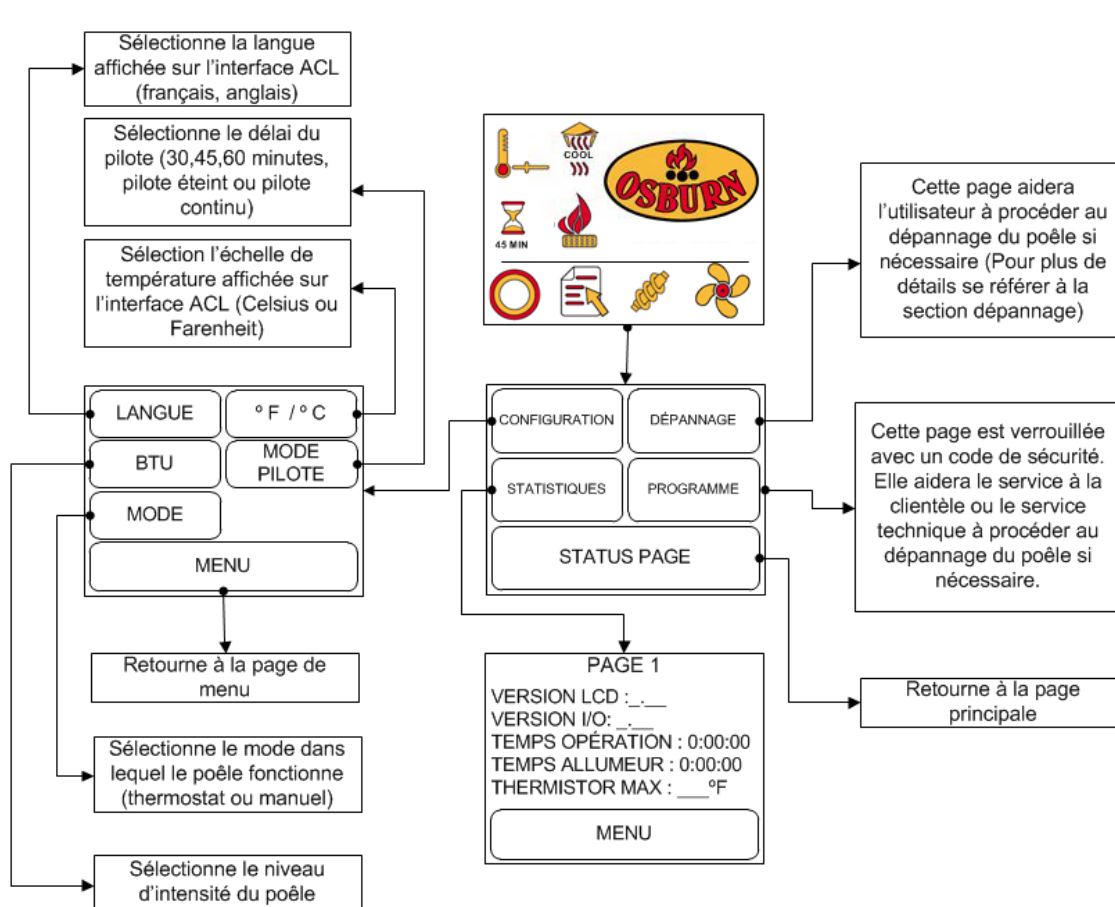 Sélectionne la langue
affichée sur l'interface ACL
(français, anglais)
Sélectionne le délai du
pilote (30,45,60 minutes,
pilote éteint ou pilote
continu)
Sélection l'échelle de
température affichée sur
l'interface ACL (Celsius ou
Farenheit)
LANGUE
° F / ° C
BTU
MODE
PILOTE
MODE
MENU
Retourne à la page de
menu
Sélectionne le mode dans
lequel le poêle fonctionne
(thermostat ou manuel)
Sélectionne le niveau
d'intensité du poêle
COOL
OSBURN
45 MIN
CONFIGURATION
DÉPANNAGE
STATISTIQUES
PROGRAMME
STATUS PAGE
PAGE 1
VERSION LCD :_.__
VERSION I/O: _.__
TEMPS OPÉRATION : 0:00:00
TEMPS ALLUMEUR : 0:00:00
THERMISTOR MAX : ___ºF
MENU
Cette page aidera
l'utilisateur à procéder au
dépannage du poêle si
nécessaire (Pour plus de
détails se référer à la
section dépannage)
Cette page est verrouillée
avec un code de sécurité.
Elle aidera le service à la
clientèle ou le service
technique à procéder au
dépannage du poêle si
nécessaire.
Retourne à la page
principale